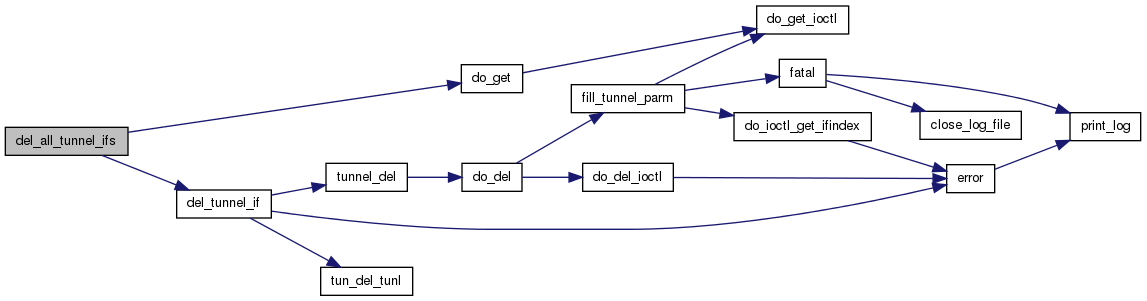 do_get_ioctl
do_get
fatal
fill_tunnel_parm
do_ioctl_get_ifindex
close_log_file
print_log
del_all_tunnel_ifs
tunnel_del
do_del
do_del_ioctl
error
del_tunnel_if
tun_del_tunl